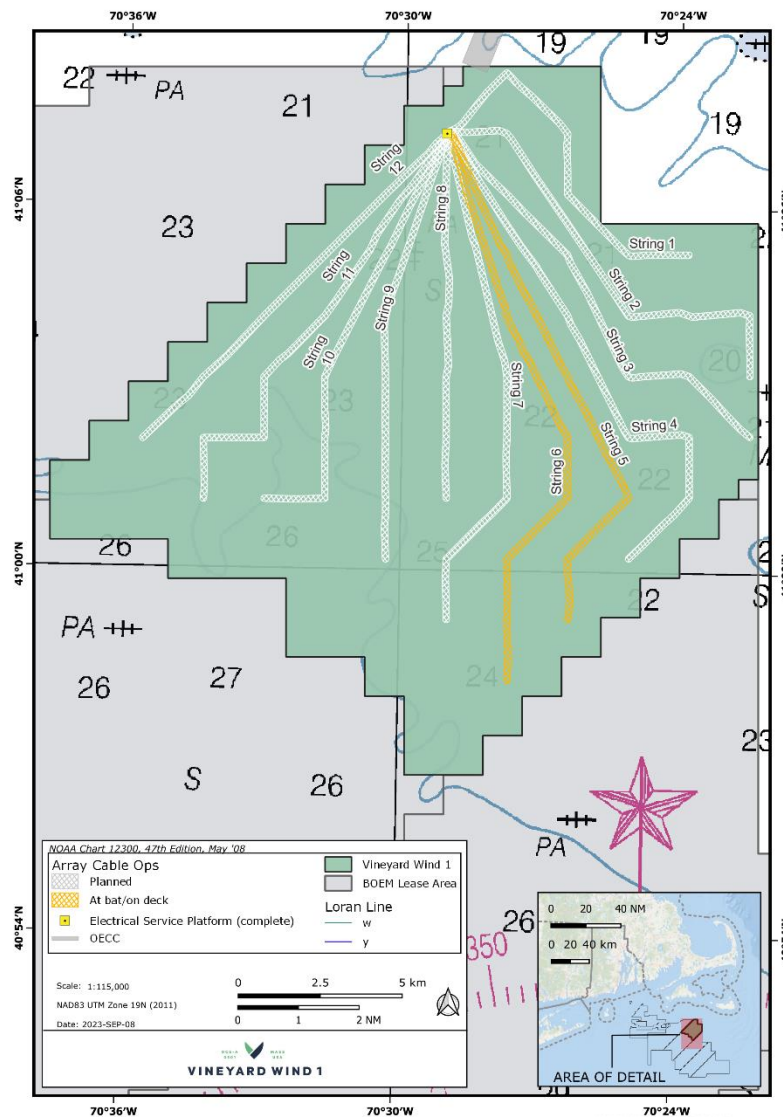 70°36'W 70°30'W 70°24'W
19 19
22 PA
21
21
19
41°06'N
String 12
String 8
23
String 11
S
String 1
String 2
String 9
String 10
String 3
20
23
String 7
22
String 4
String 6
String 5
22
26 26 25
41°00'N
22
S
PA
26 27
24
23
S
26
PA
NOAA Chart 12300, 47th Edition, May '08
Array Cable Ops
Planned
At bat/on deck
Electrical Service Platform (complete)
OECC
Vineyard Wind 1
BOEM Lease Area
Loran Line
w
y
40°54'N
26
350
Scale: 1:115,000
NAD83 UTM Zone 19N (2011)
Date: 2023-SEP-08
0 2.5 5 km
0 1 2 NM
VINEYARD WIND 1
0 20 40 NM
0 20 40 km
AREA OF DETAIL
70°36'W 70°30'W 70°24'W